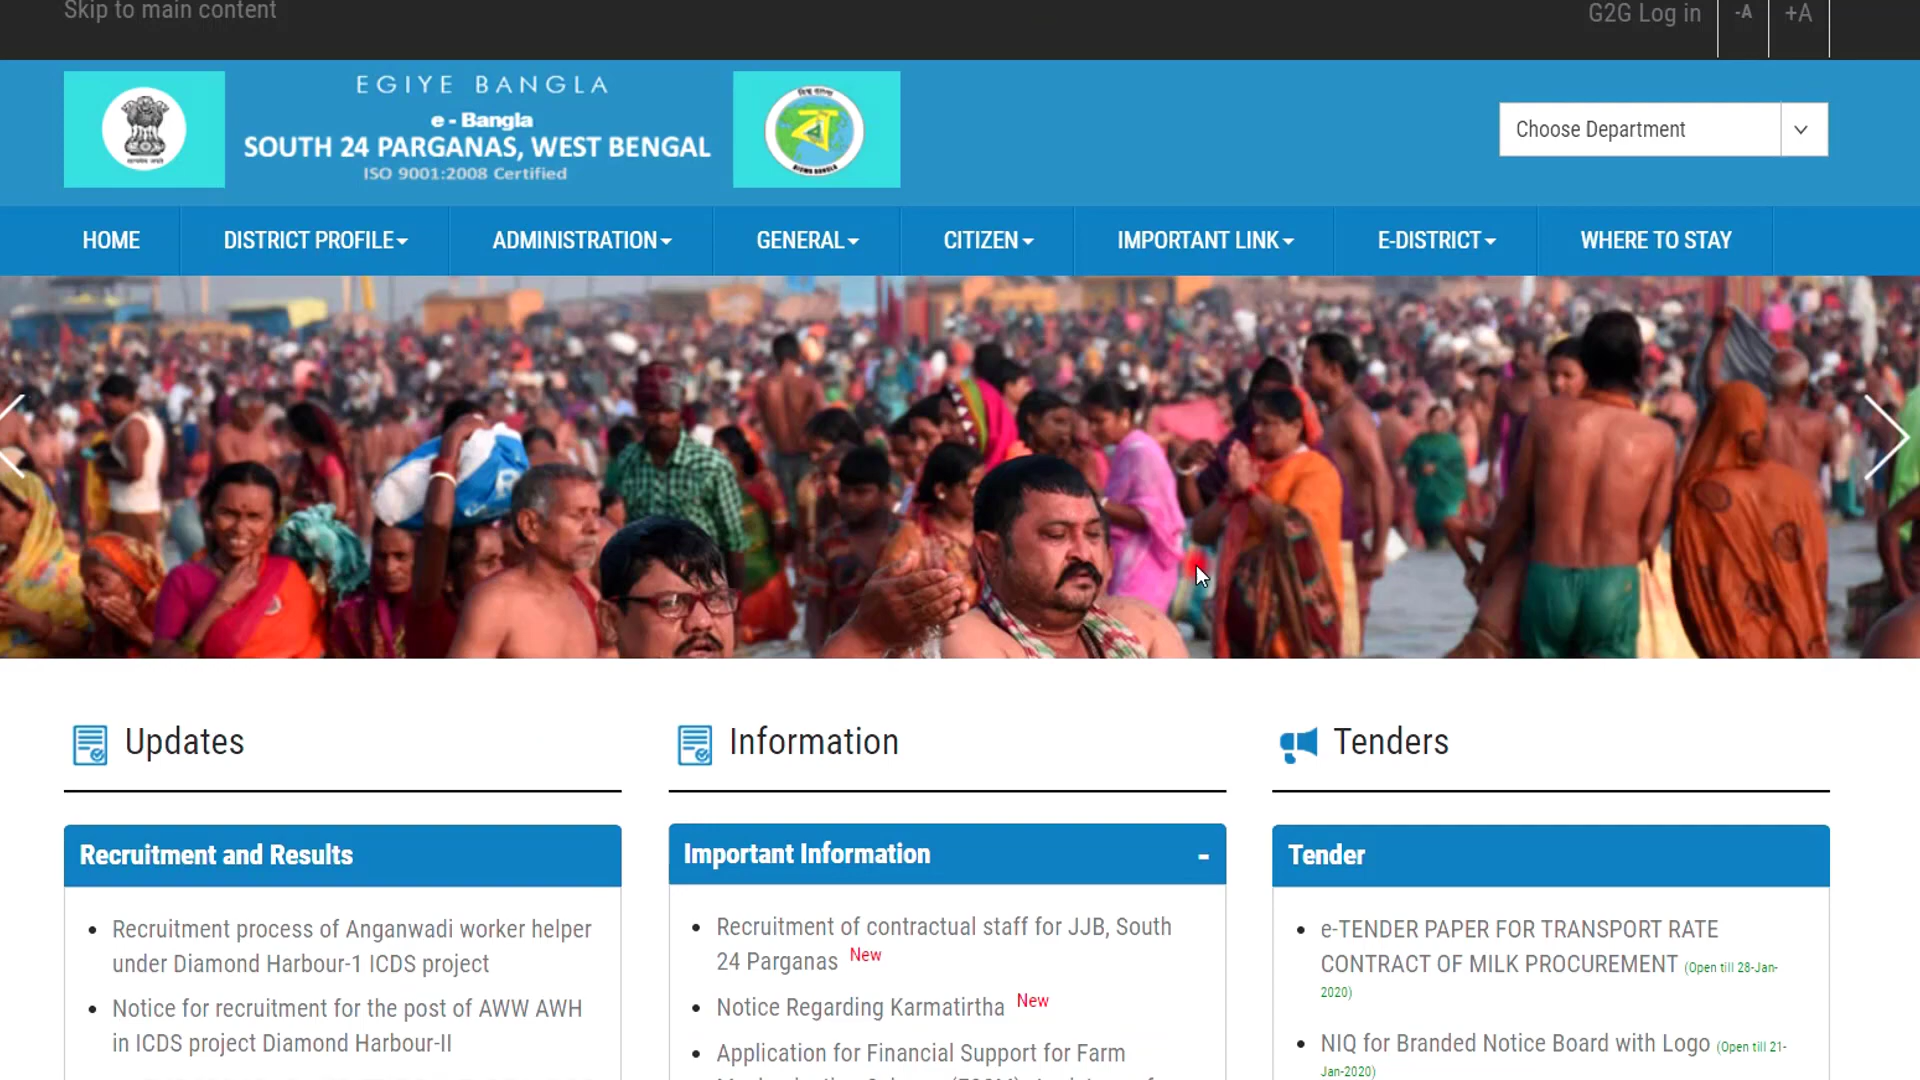 Skip to main content
G2G Log in
-A
+A
EGIYE BANGLA
e - Bangla
SOUTH 24 PARGANAS, WEST BENGAL
ISO 9001:2008 Certified
Choose Department
HOME
DISTRICT PROFILE
ADMINISTRATION
GENERAL
CITIZEN
IMPORTANT LINK
E-DISTRICT
WHERE TO STAY
Updates
Recruitment and Results
Recruitment process of Anganwadi worker helper
under Diamond Harbour-1 ICDS project
Notice for recruitment for the post of AWW AWH
in ICDS project Diamond Harbour-II
Information
Important Information
-
Recruitment of contractual staff for JJB, South
24 Parganas New
Notice Regarding Karmatirtha New
Application for Financial Support for Farm
Tenders
Tender
e-TENDER PAPER FOR TRANSPORT RATE
CONTRACT OF MILK PROCUREMENT (Open till 28-Jan-
2020)
NIQ for Branded Notice Board with Logo (Open till 21-
Jan-2020)